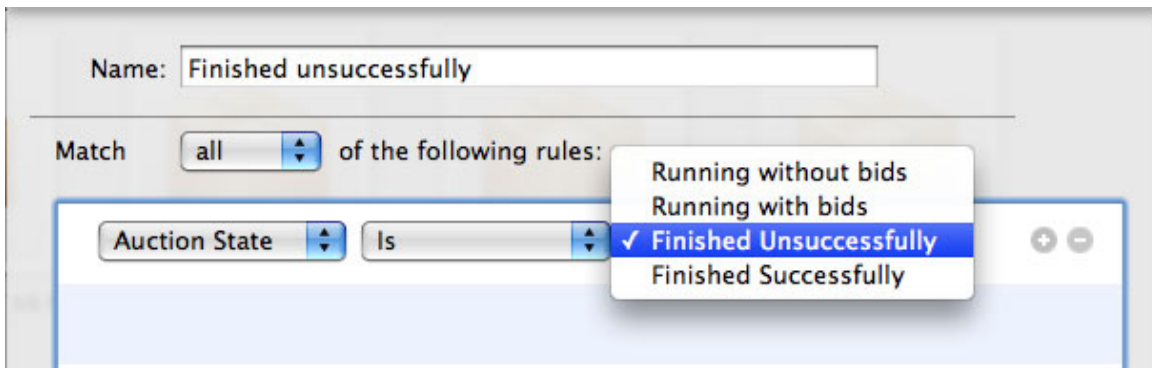 Name: Finished unsuccessfully
Match all of the following rules:
Running without bids
Running with bids
Auction State Is ✓ Finished Unsuccessfully
Finished Successfully